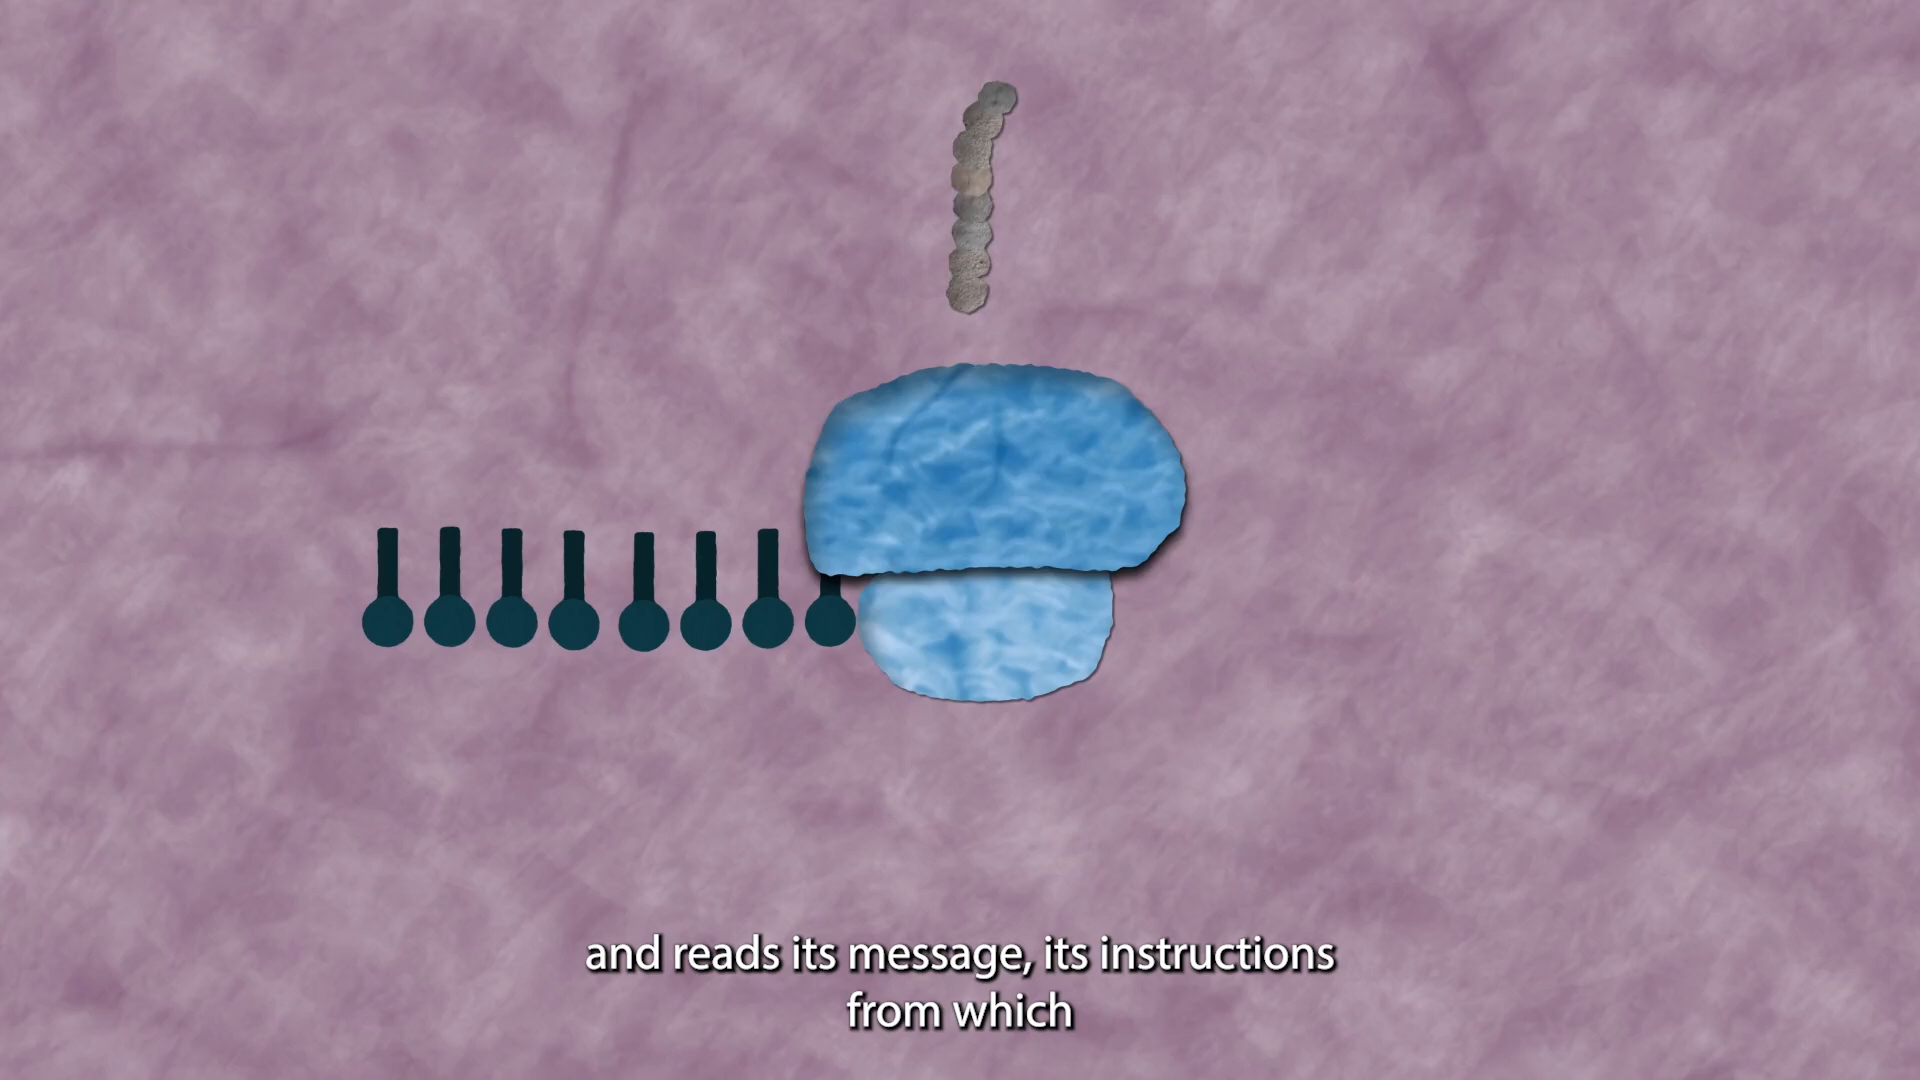 and reads its message, its instructions
from which